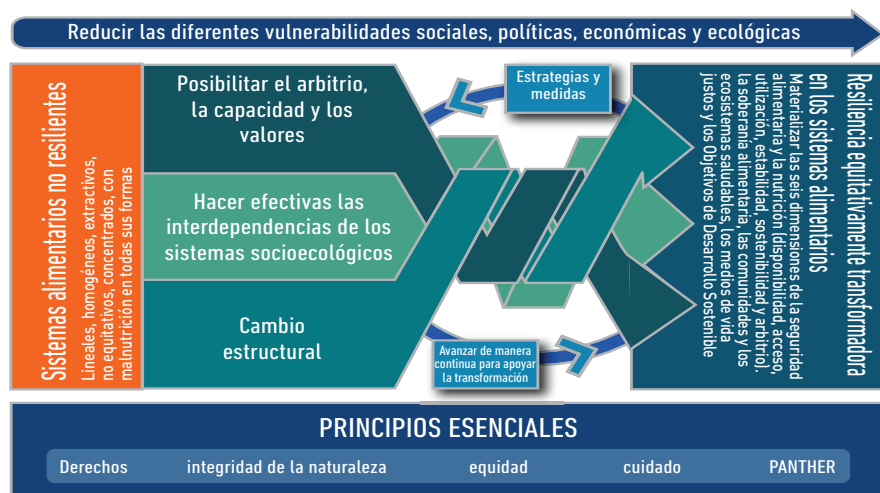 Reducir las diferentes vulnerabilidades sociales, políticas, económicas y ecológicas
Sistemas alimentarios no resilientes
Lineales, homogéneos, extractivos,
no equitativos, concentrados, con
malnutrición en todas sus formas
Posibilitar el arbitrio,
la capacidad y los
valores
Hacer efectivas las
interdependencias de los
sistemas socioecológicos
Cambio
estructural
Estrategias y
medidas
Avanzar de manera
continua para apoyar
la transformación
Resiliencia equitativamente transformadora
en los sistemas alimentarios
Materializar las seis dimensiones de la seguridad
alimentaria y la nutrición (disponibilidad, acceso,
utilización, estabilidad, sostenibilidad y arbitrio).
la soberanía alimentaria, las comunidades y los
ecosistemas saludables, los medios de vida
justos y los Objetivos de Desarrollo Sostenible
PRINCIPIOS ESENCIALES
Derechos integridad de la naturaleza equidad cuidado PANTHER